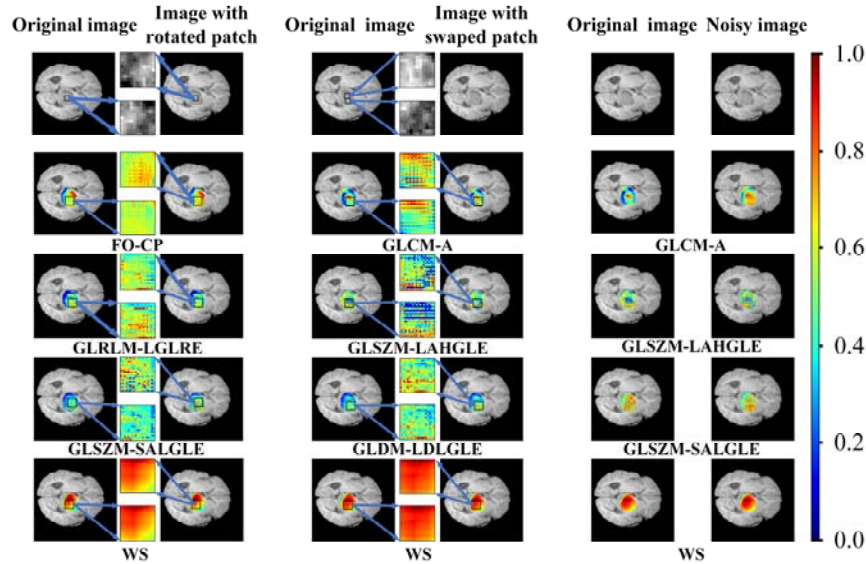 Original image
Image with
rotated patch
Original image
Image with
swaped patch
Original image
Noisy image
FO-CP
GLCM-A
GLCM-A
GLRLM-LGLRE
GLSZM-LAHGLE
GLSZM-LAHGLE
GLSZM-SALGLE
GLDM-LDLGLE
GLSZM-SALGLE
WS
WS
WS
1.0
0.8
0.6
0.4
0.2
0.0